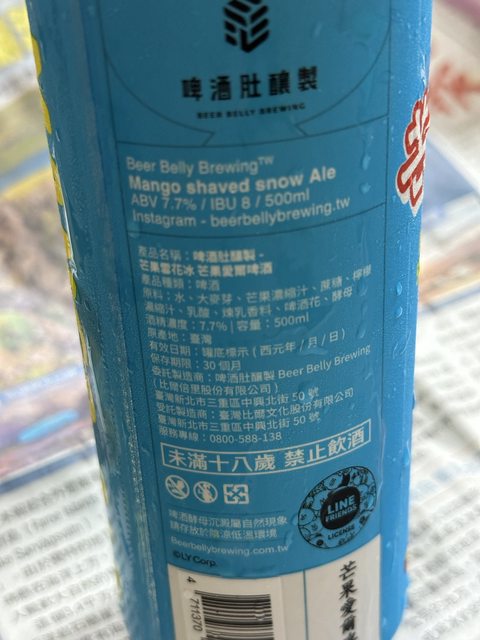 啤酒肚釀製
BEER BELLY BREWING
Beer Belly Brewing™
Mango shaved snow Ale
ABV 7.7% / IBU 8 / 500ml
Instagram - beerbellybrewing.tw
產品名稱：啤酒肚釀製 -
芒果雪花冰 芒果愛爾啤酒
產品種類：啤酒
原料：水、大麥芽、芒果濃縮汁、蔗糖、檸檬
濃縮汁、乳酸、煉乳香料、啤酒花、酵母
酒精濃度：7.7% | 容量：500ml
原產地：臺灣
有效日期：罐底標示 ( 西元年 / 月 / 日 )
保存期限：30 個月
受託製造商：啤酒肚釀製 Beer Belly Brewing
( 比爾倍里股份有限公司 )
臺灣新北市三重區中興北街 50 號
受託製造商：臺灣比爾文化股份有限公司
臺灣新北市三重區中興北街 50 號
服務專線：0800-588-138
未滿十八歲 禁止飲酒
啤酒酵母沉澱屬自然現象
請存放於陰涼低溫環境
Beerbellybrewing.com.tw
©LY Corp.
LINE
FRIENDS
LICENSE
芒果愛爾
4
711370